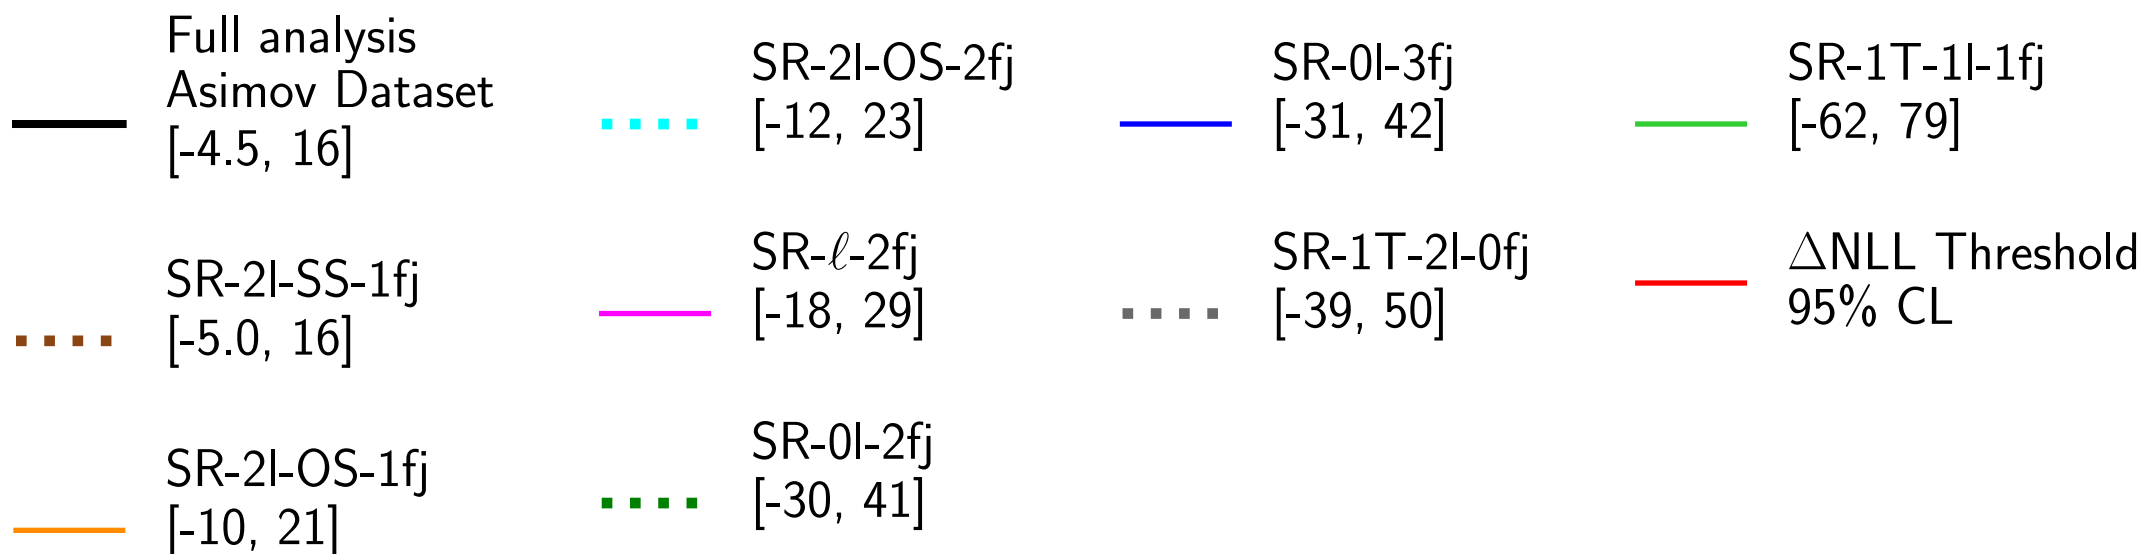 Full analysis
Asimov Dataset
[-4.5, 16]
SR-2l-SS-1fj
[-5.0, 16]
SR-2l-OS-1fj
[-10, 21]
SR-2l-OS-2fj
[-12, 23]
SR-ℓ-2fj
[-18, 29]
SR-0l-2fj
[-30, 41]
SR-0l-3fj
[-31, 42]
SR-1T-2l-0fj
[-39, 50]
SR-1T-1l-1fj
[-62, 79]
△NLL Threshold
95% CL